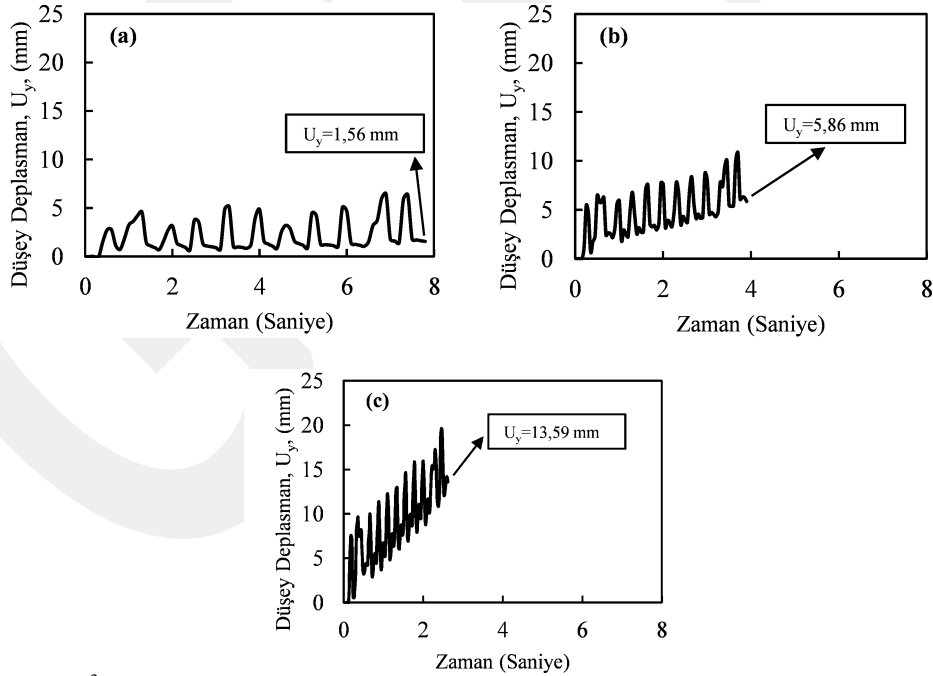 (a)
25
20
15
10
5
0
Düşey Deplasman, Uy, (mm)
Uy=1,56 mm
0 2 4 6 8
Zaman (Saniye)
(b)
25
20
15
10
5
0
Düşey Deplasman, Uy, (mm)
Uy=5,86 mm
0 2 4 6 8
Zaman (Saniye)
(c)
25
20
15
10
5
0
Düşey Deplasman, Uy, (mm)
Uy=13,59 mm
0 2 4 6 8
Zaman (Saniye)